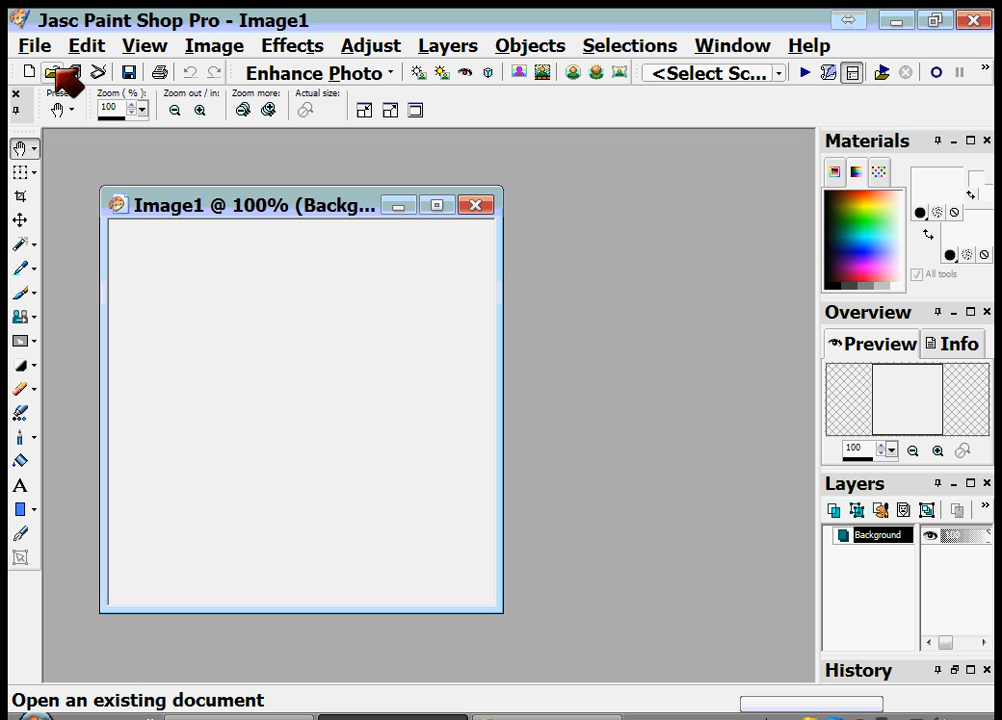 Jasc Paint Shop Pro - Image1
File Edit View Image Effects Adjust Layers Objects Selections Window Help
Enhance Photo <Select Sc... »
Zoom ( % ): Zoom out / in: Zoom more: Actual size:
100
Materials
Image1 @ 100% (Backg...
All tools
Overview
Preview Info
100
Layers
»
Background
100
A
History
Open an existing document